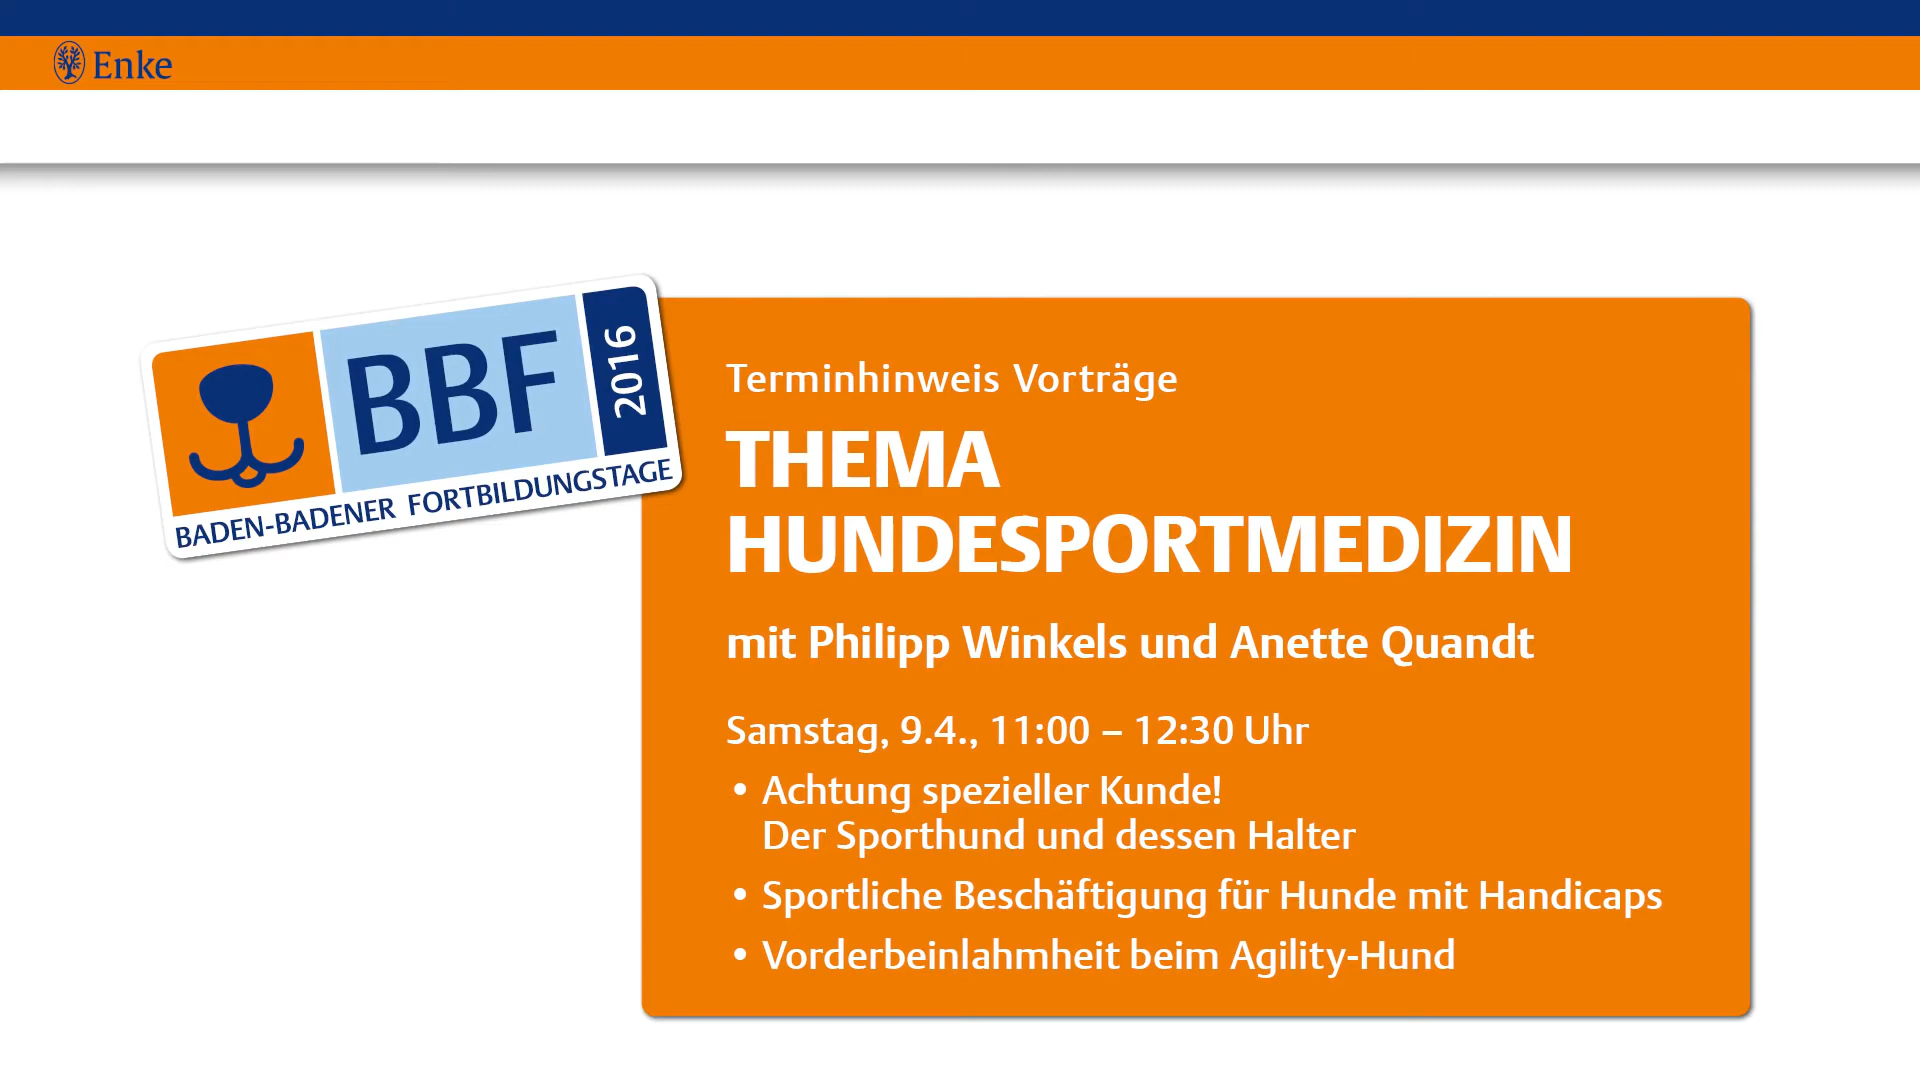 Enke
BBF
2016
BADEN-BADENER FORTBILDUNGSTAGE
Terminhinweis Vorträge
THEMA
HUNDESPORTMEDIZIN
mit Philipp Winkels und Anette Quandt
Samstag, 9.4., 11:00 – 12:30 Uhr
• Achtung spezieller Kunde!
Der Sporthund und dessen Halter
• Sportliche Beschäftigung für Hunde mit Handicaps
• Vorderbeinlahmheit beim Agility-Hund